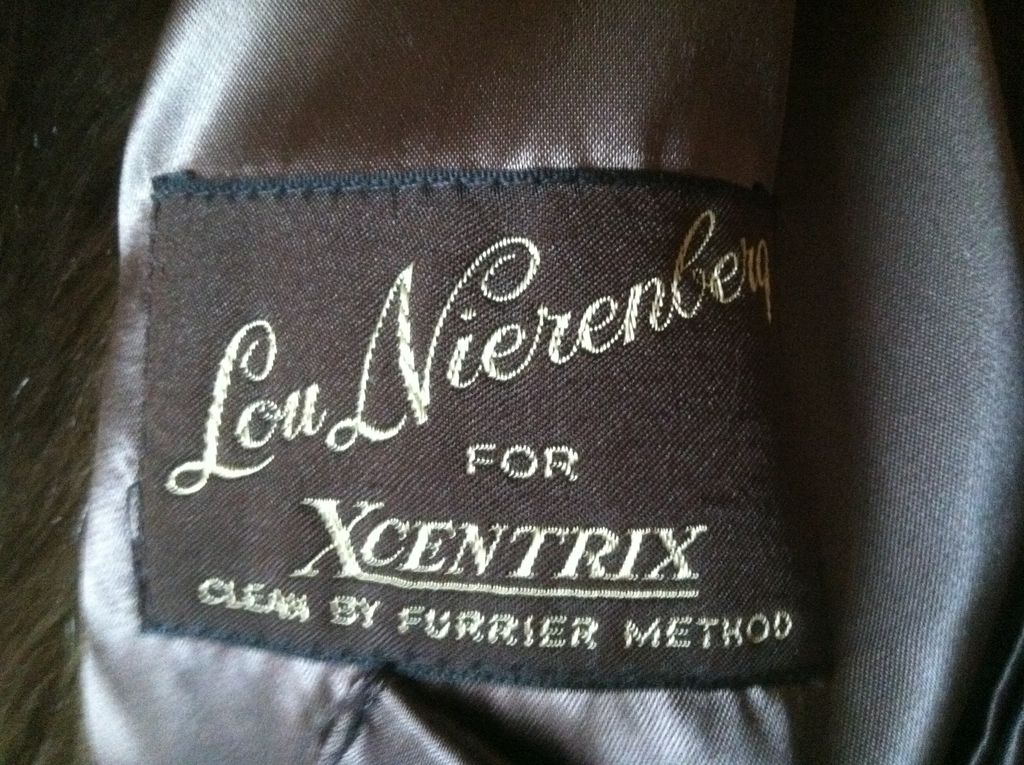 Lou Nierenberg
FOR
XCENTRIX
CLEAN BY FURRIER METHOD